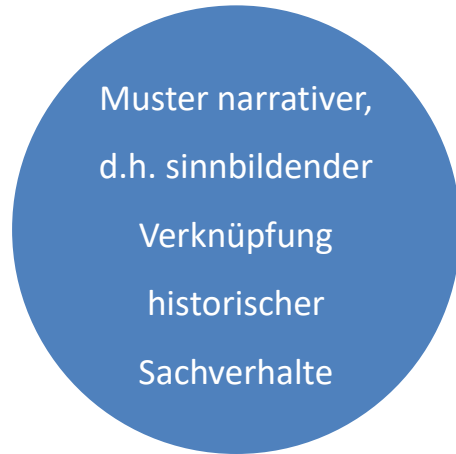 Muster narrativer,
d.h. sinnbildender
Verknüpfung
historischer
Sachverhalte